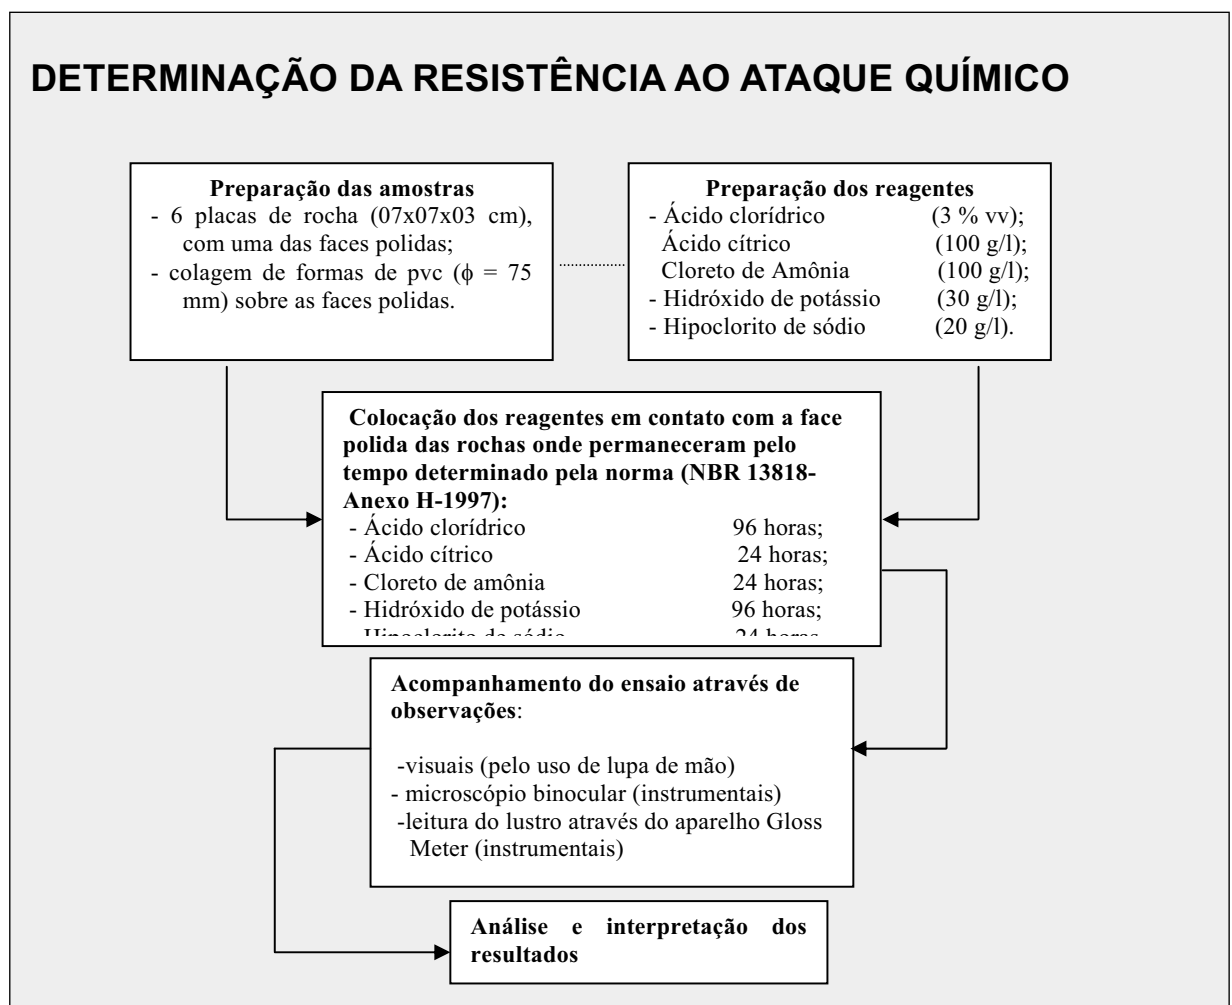 DETERMINAÇÃO DA RESISTÊNCIA AO ATAQUE QUÍMICO
Preparação das amostras
- 6 placas de rocha (07x07x03 cm),
com uma das faces polidas;
- colagem de formas de pvc (ϕ = 75
mm) sobre as faces polidas.
Preparação dos reagentes
- Ácido clorídrico (3 % vv);
Ácido cítrico (100 g/l);
Cloreto de Amônia (100 g/l);
- Hidróxido de potássio (30 g/l;
- Hipoclorito de sódio (20 g/l).
Colocação dos reagentes em contato com a face
polida das rochas onde permaneceram pelo
tempo determinado pela norma (NBR 13818-
Anexo H-1997):
- Ácido clorídrico 96 horas;
- Ácido cítrico 24 horas;
- Cloreto de amônia 24 horas;
- Hidróxido de potássio 96 horas;
Hipoclorito de sódio 24 horas
Acompanhamento do ensaio através de
observações:
-visuais (pelo uso de lupa de mão)
- microscópio binocular (instrumentais)
-leitura do lustro através do aparelho Gloss
Meter (instrumentais)
Análise e interpretação dos
resultados